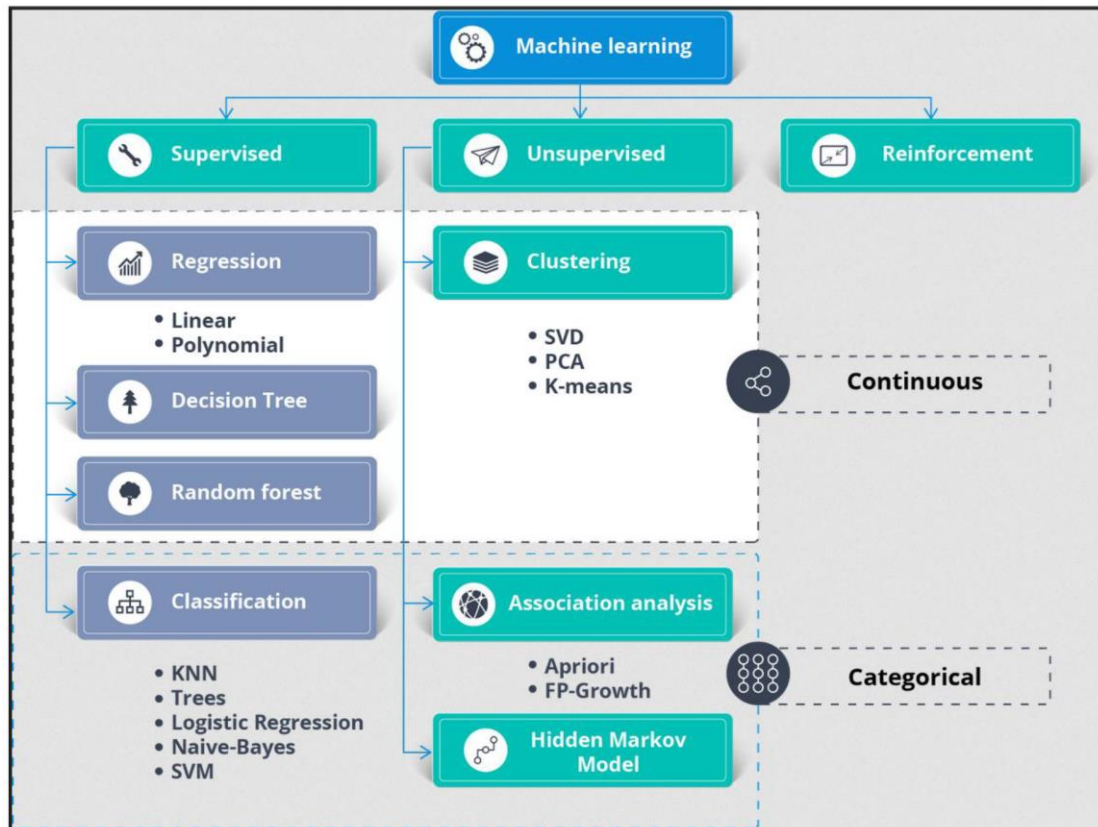 Machine learning
Supervised
Unsupervised
Reinforcement
Regression
• Linear
• Polynomial
Decision Tree
Random forest
Clustering
• SVD
• PCA
• K-means
Continuous
Classification
• KNN
• Trees
• Logistic Regression
• Naive-Bayes
• SVM
Association analysis
• Apriori
• FP-Growth
Hidden Markov
Model
Categorical